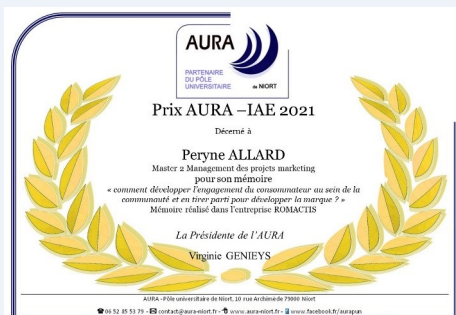 AURA
PARTENAIRE
DU PÔLE
UNIVERSITAIRE
de NIORT
Prix AURA –IAE 2021
Décerné à
Peryne ALLARD
Master 2 Management des projets marketing
pour son mémoire
« comment développer l'engagement du consommateur au sein de la
communauté et en tirer parti pour développer la marque ? »
Mémoire réalisé dans l'entreprise ROMACTIS
La Présidente de l'AURA
Virginie GENIEYS
AURA - Pôle universitaire de Niort, 10 rue Archimède 79000 Niort
06 52 85 53 79 - contact@aura-niort.fr - www.aura-niort.fr - www.facebook.fr/aurapun